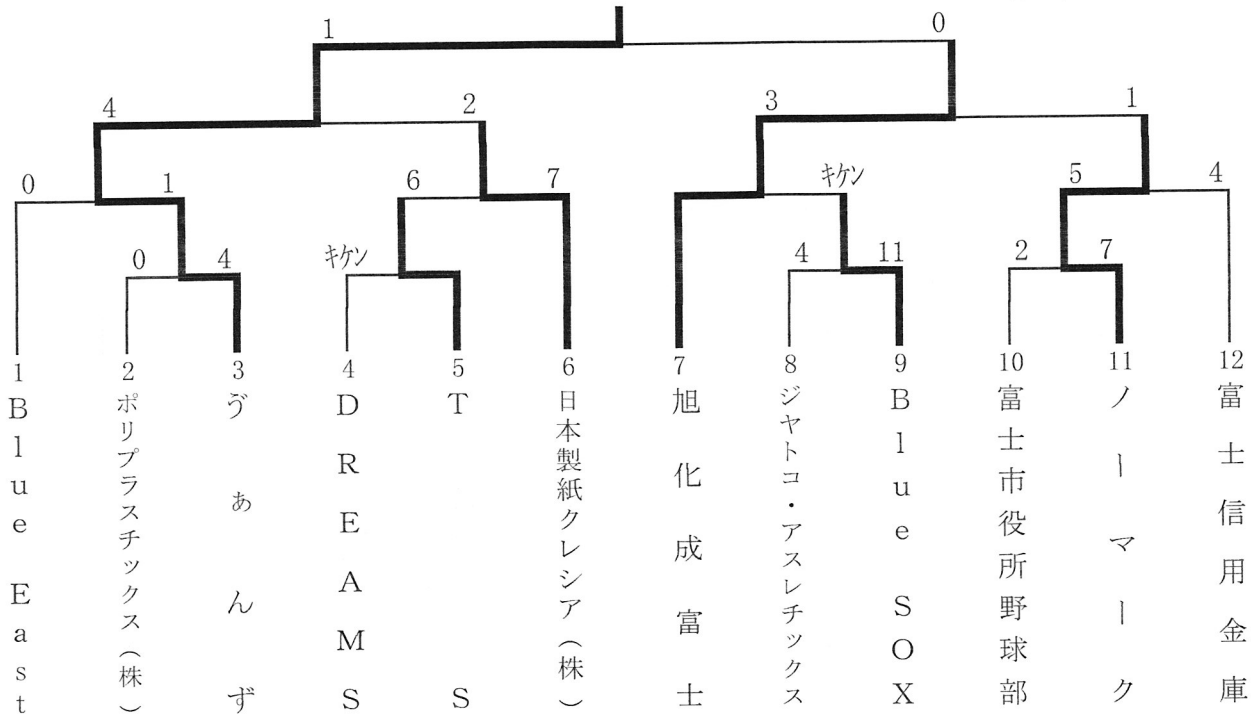 1 0
4 2 3 1
0 1 6 7 キケン 5 4
0 4 キケン 4 11 2 7
1 2 3 4 5 6 7 8 9 10 11 12
Blue East
ポリプラスチックス(株)
ゔぁんず
DREAMS
TS
日本製紙クレシア(株)
旭化成富士
ジヤトコ・アスレチックス
Blue SOX
富士市役所野球部
ノーマーク
富士信用金庫